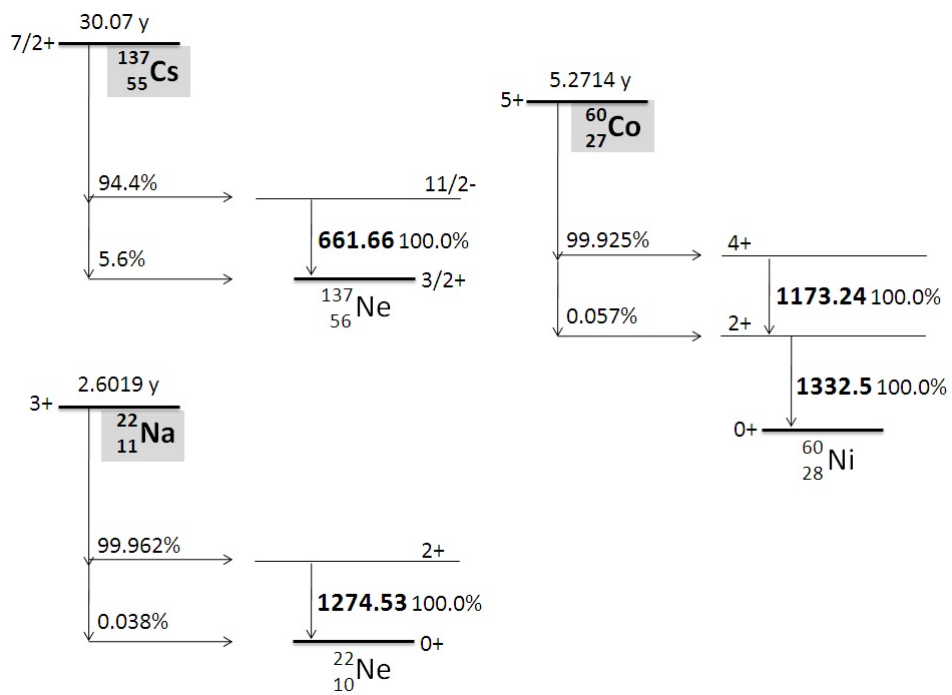 30.07 y
7/2+
137
55 Cs
94.4%
11/2-
661.66 100.0%
5.6%
3/2+
137
56 Ne
2.6019 y
3+
22
11 Na
99.962%
2+
1274.53 100.0%
0.038%
0+
22
10 Ne
5.2714 y
5+
60
27 Co
99.925%
4+
1173.24 100.0%
0.057%
2+
1332.5 100.0%
0+
60
28 Ni